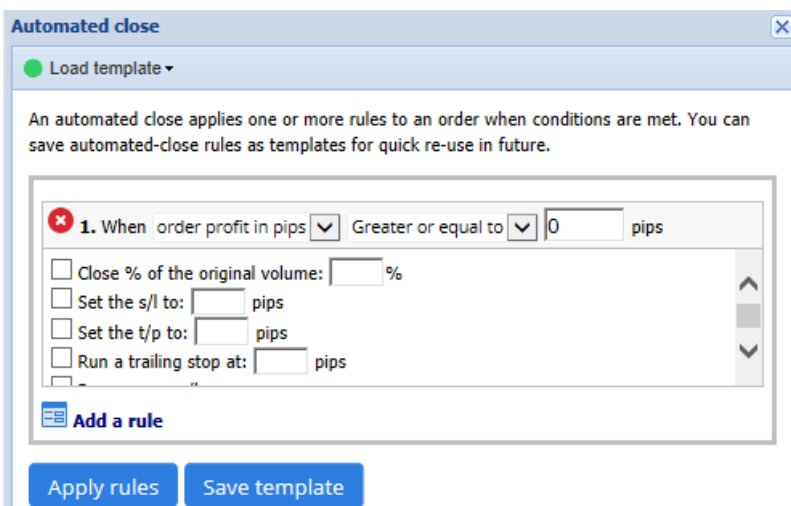 Automated close
Load template
An automated close applies one or more rules to an order when conditions are met. You can
save automated-close rules as templates for quick re-use in future.
1. When order profit in pips Greater or equal to 0 pips
Close % of the original volume: %
Set the s/l to: pips
Set the t/p to: pips
Run a trailing stop at: pips
Add a rule
Apply rules Save template